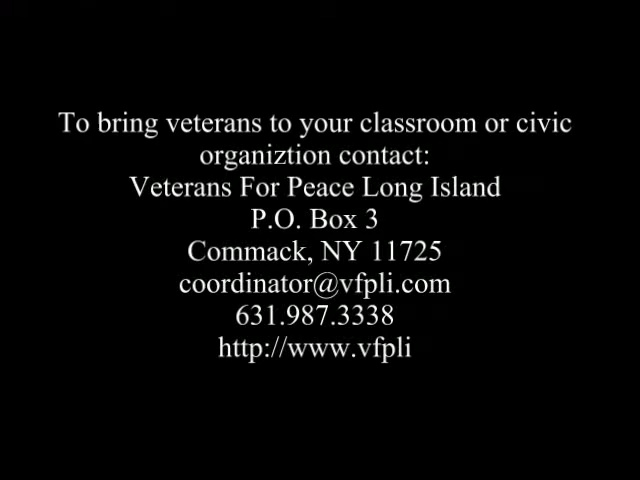 To bring veterans to your classroom or civic
organiztion contact:
Veterans For Peace Long Island
P.O. Box 3
Commack, NY 11725
coordinator@vfpli.com
631.987.3338
http://www.vfpli